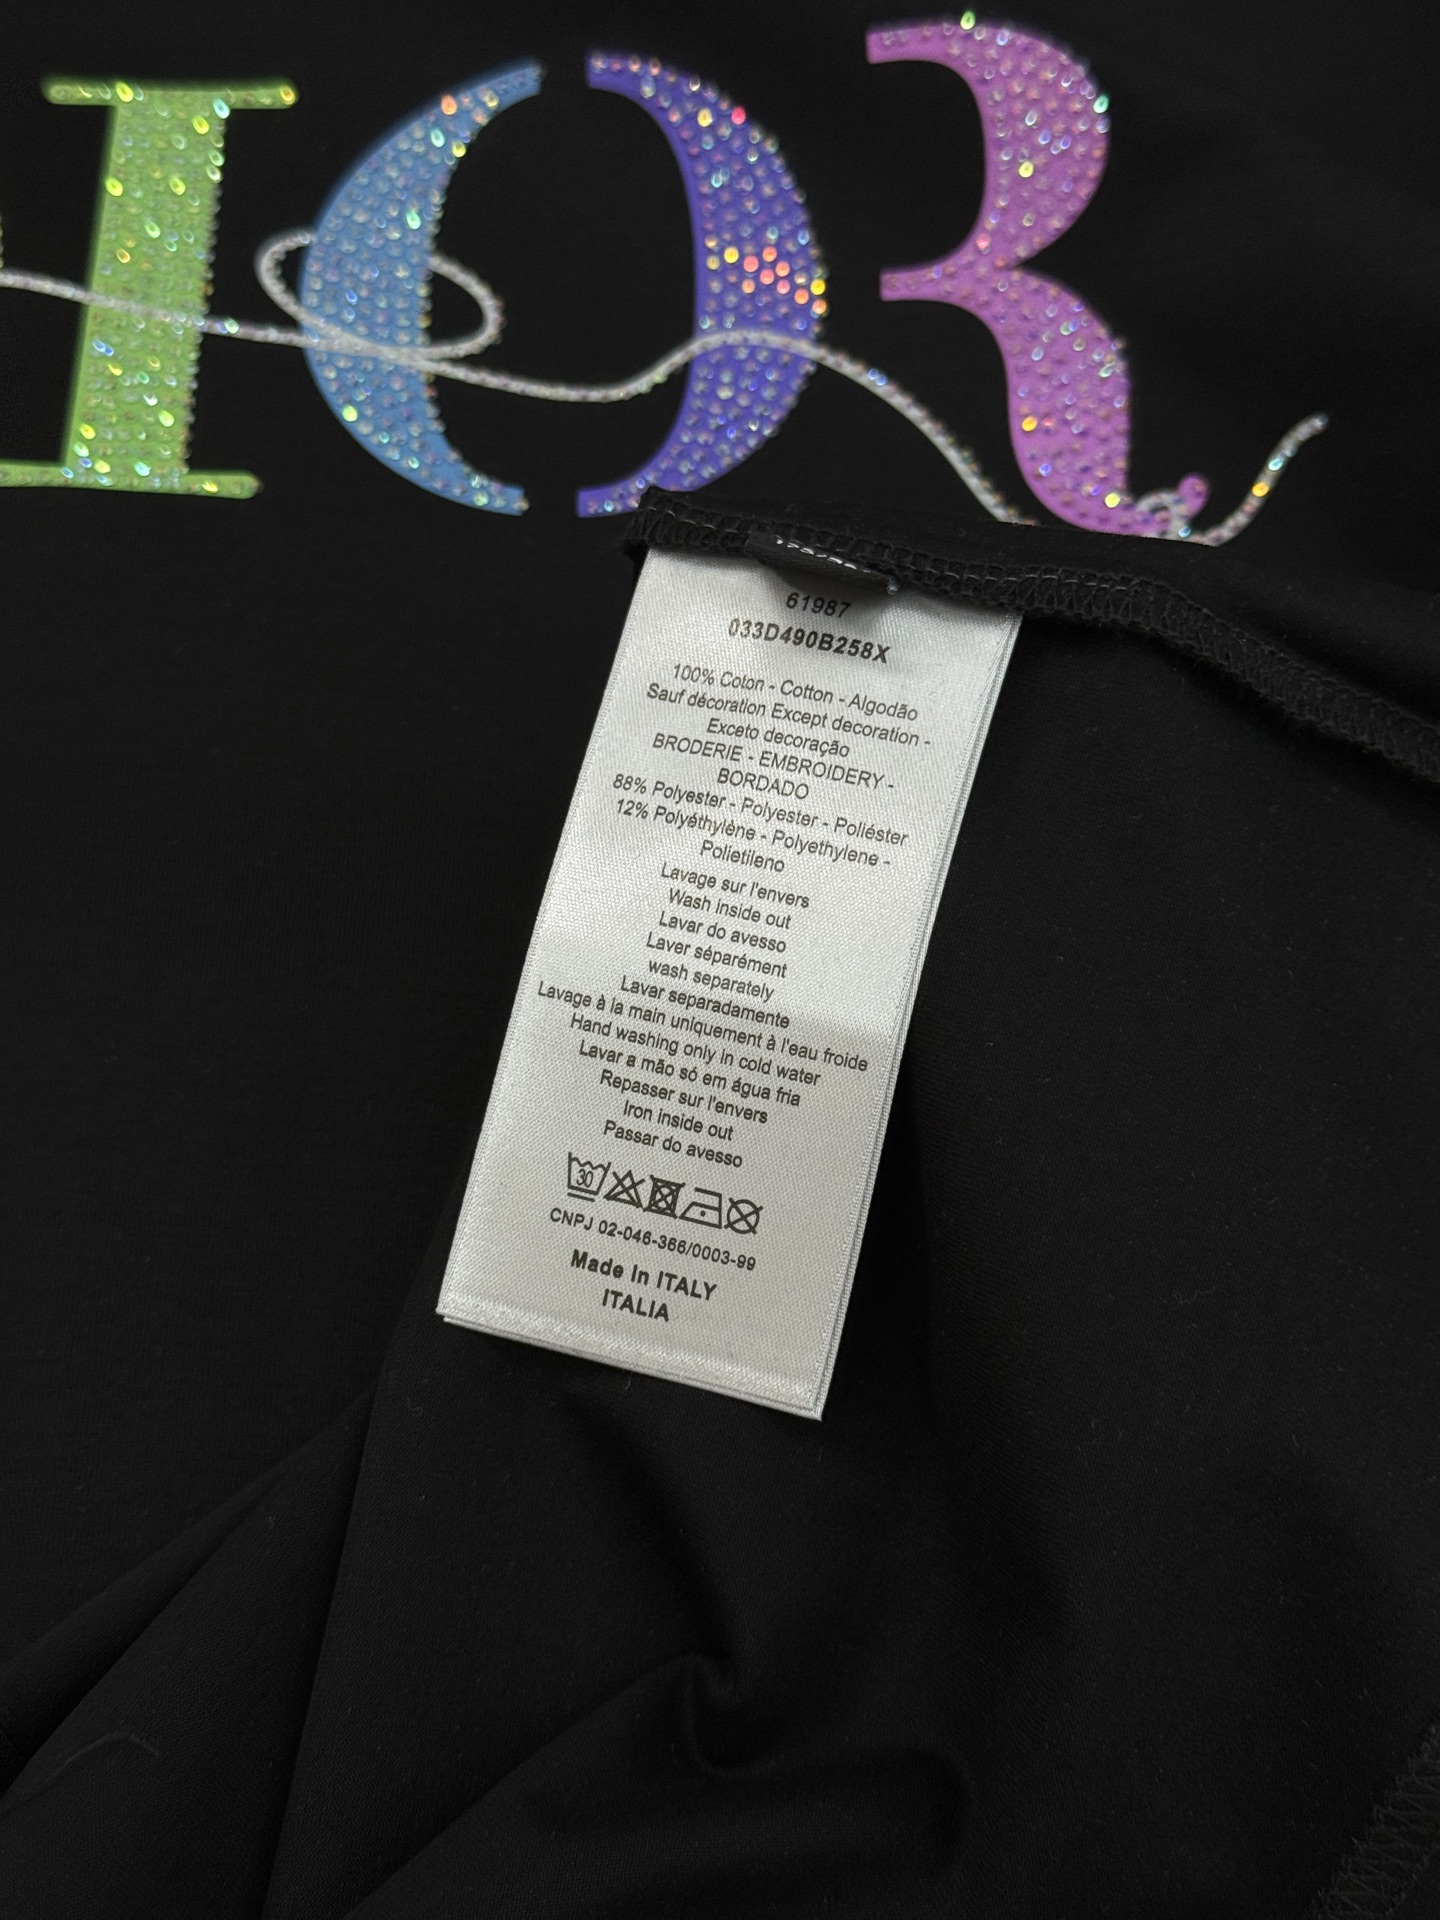 IOR
61987
033D490B258X
100% Coton - Cotton - Algodão
Sauf décoration Except decoration -
Exceto decoração
BRODERIE - EMBROIDERY -
BORDADO
88% Polyester - Polyester - Poliéster
12% Polyéthylène - Polyethylene -
Polietileno
Lavage sur l'envers
Wash inside out
Lavar do avesso
Laver séparément
wash separately
Lavar separadamente
Lavage à la main uniquement à l'eau froide
Hand washing only in cold water
Lavar a mão só em água fria
Repasser sur l'envers
Iron inside out
Passar do avesso
30
CNPJ 02-046-366/0003-99
Made In ITALY
ITALIA